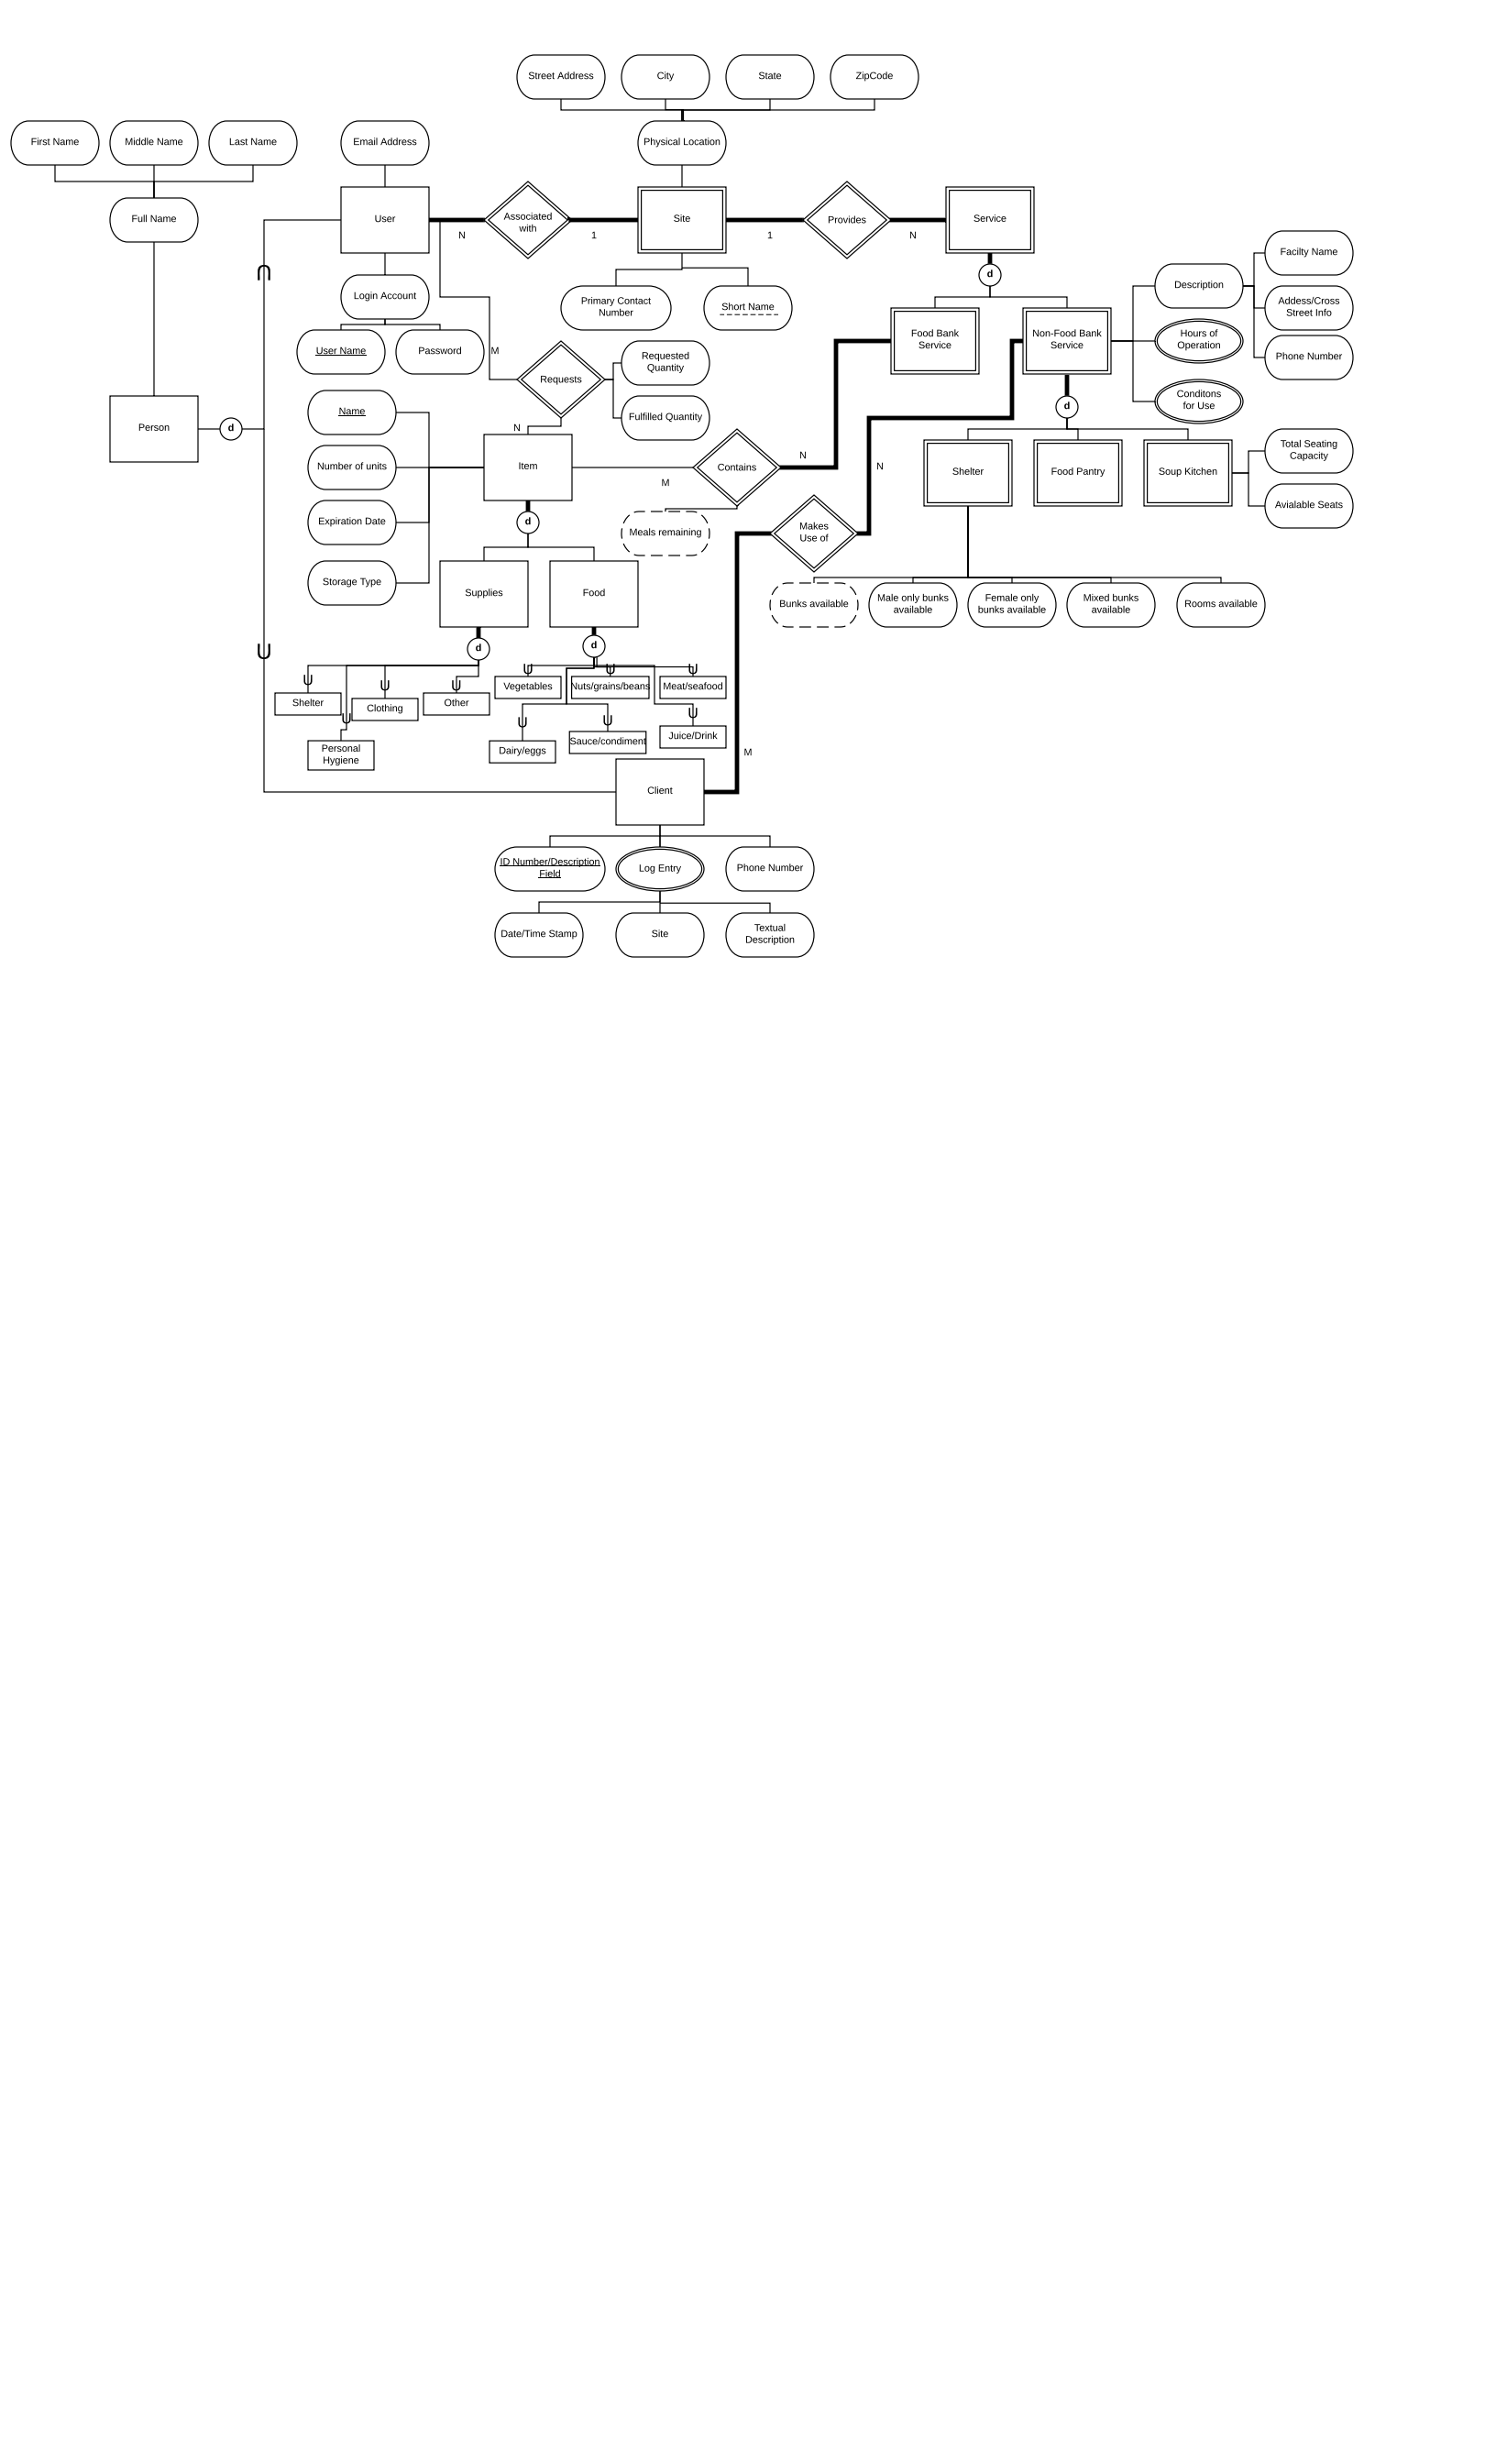 Street Address
City
State
ZipCode
First Name
Middle Name
Last Name
Email Address
Physical Location
Full Name
User
Associated
with
Site
Provides
Service
N
1
1
N
Facilty Name
d
Description
Login Account
Primary Contact
Number
Short Name
Addess/Cross
Street Info
Food Bank
Service
Non-Food Bank
Service
Hours of
Operation
User Name
Password
M
Requested
Quantity
Phone Number
Requests
Conditons
for Use
d
Name
Fulfilled Quantity
Person
d
N
Total Seating
Capacity
Number of units
Item
Contains
N
M
N
Shelter
Food Pantry
Soup Kitchen
Avialable Seats
Expiration Date
d
Meals remaining
Makes
Use of
Storage Type
Supplies
Food
Bunks available
Male only bunks
available
Female only
bunks available
Mixed bunks
available
Rooms available
d
d
Vegetables
Nuts/grains/beans
Meat/seafood
Shelter
Clothing
Other
Personal
Hygiene
Dairy/eggs
Sauce/condiment
Juice/Drink
M
Client
ID Number/Description
Field
Log Entry
Phone Number
Date/Time Stamp
Site
Textual
Description